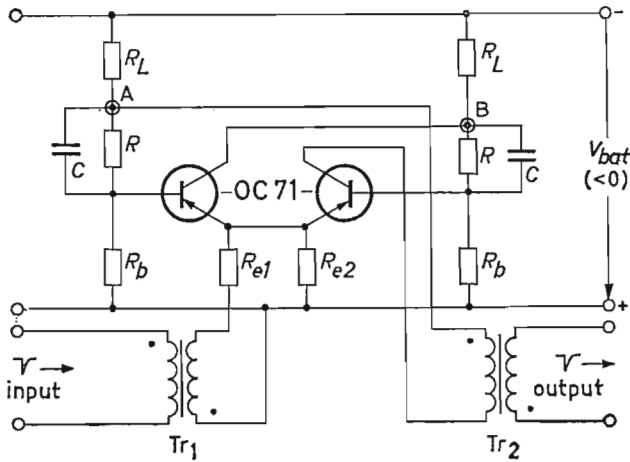 -
R_L
R_L
A
B
C
R
R
C
V_bat
(<0)
-OC 71-
R_b
R_e1
R_e2
R_b
-
+
input
output
Tr_1
Tr_2